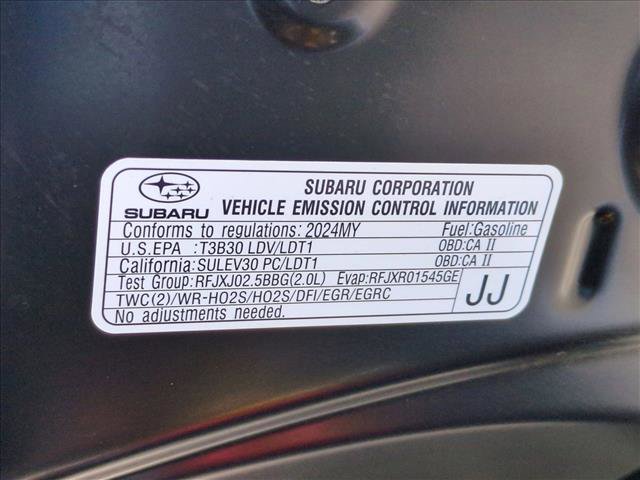 SUBARU CORPORATION
SUBARU VEHICLE EMISSION CONTROL INFORMATION
Conforms to regulations: 2024MY Fuel:Gasoline
U.S.EPA :T3B30 LDV/LDT1 OBD:CA II
California:SULEV30 PC/LDT1 OBD:CA II
Test Group:RFJXJ02.5BBG(2.0L) Evap:RFJXR01545GE
TWC(2)/WR-HO2S/HO2S/DFI/EGR/EGRC JJ
No adjustments needed.